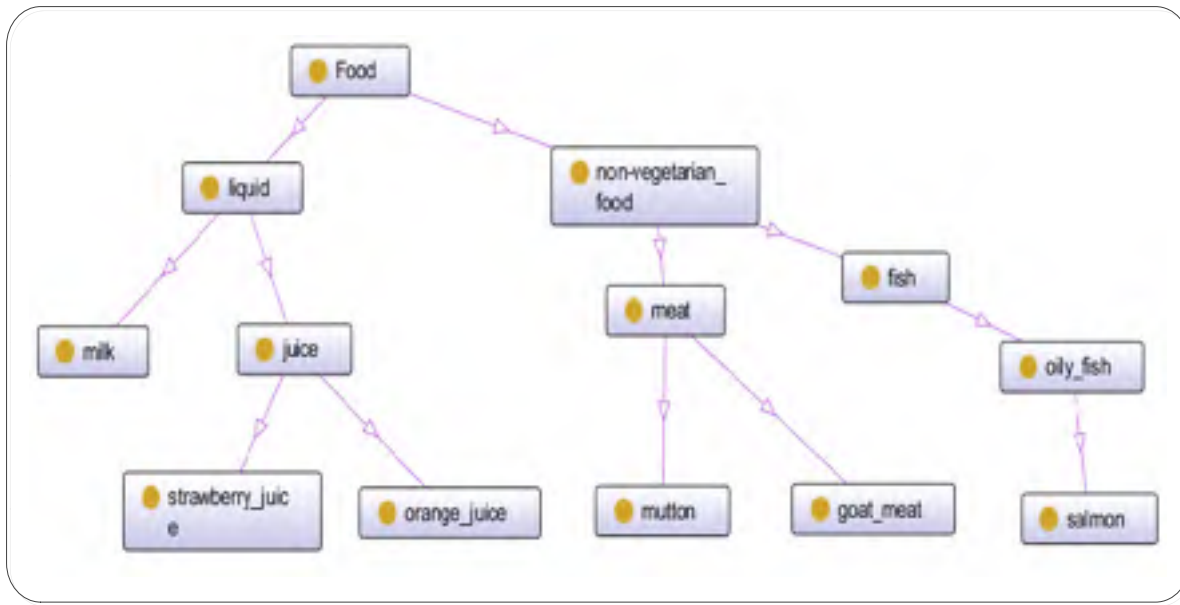 Food
liquid
non-vegetarian_
food
fish
meat
milk
juice
oily_fish
strawberry_juic
e
orange_juice
mutton
goat_meat
salmon